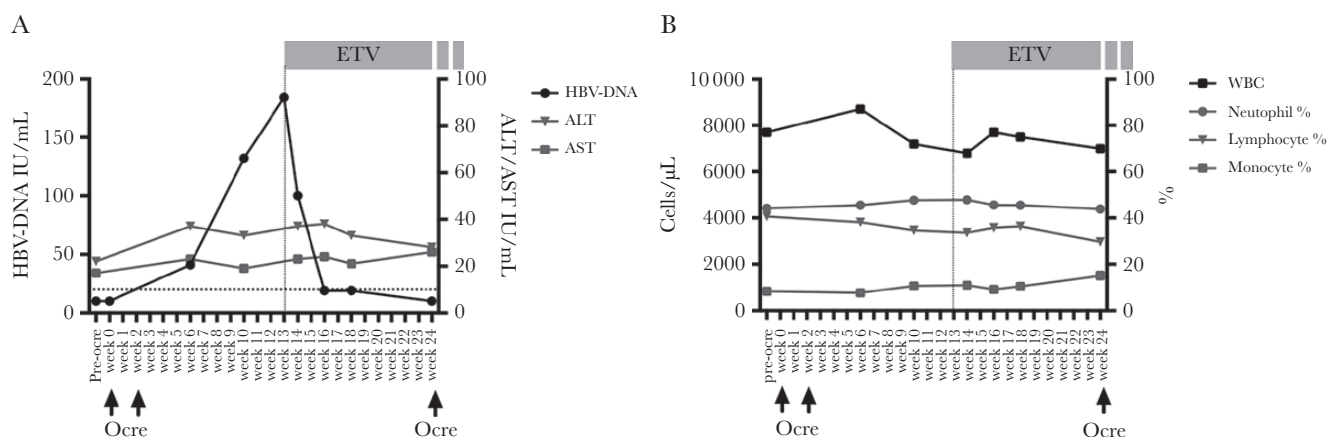 A
ETV
200
150
100
50
0
HBV-DNA IU/mL
100
80
60
40
20
0
ALT/AST IU/mL
HBV-DNA
ALT
AST
Pre-ocre
week 0
week 1
week 2
week 3
week 4
week 5
week 6
week 7
week 8
week 9
week 10
week 11
week 12
week 13
week 14
week 15
week 16
week 17
week 18
week 19
week 20
week 21
week 22
week 23
week 24
Ocre
Ocre
B
ETV
10 000
8000
6000
4000
2000
0
Cells/µL
100
80
60
40
20
0
%
WBC
Neutophil %
Lymphocyte %
Monocyte %
pre-ocre
week 0
week 1
week 2
week 3
week 4
week 5
week 6
week 7
week 8
week 9
week 10
week 11
week 12
week 13
week 14
week 15
week 16
week 17
week 18
week 19
week 20
week 21
week 22
week 23
week 24
Ocre
Ocre